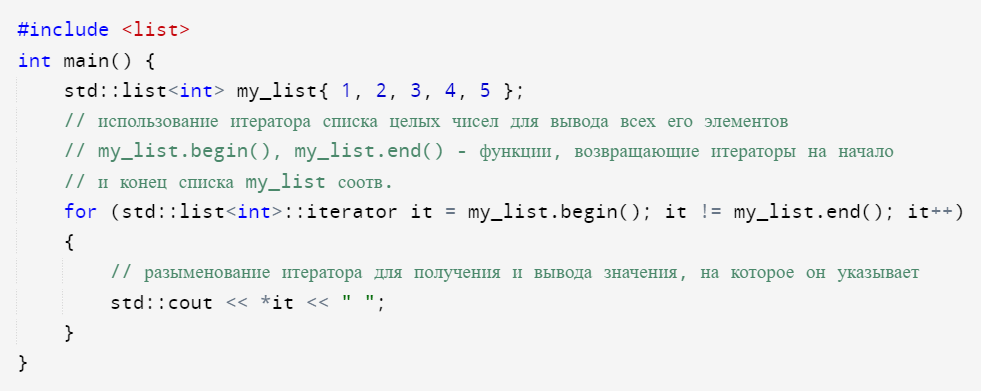 #include <list>
int main() {
std::list<int> my_list{ 1, 2, 3, 4, 5 };
// использование итератора списка целых чисел для вывода всех его элементов
// my_list.begin(), my_list.end() - функции, возвращающие итераторы на начало
// и конец списка my_list соотв.
for (std::list<int>::iterator it = my_list.begin(); it != my_list.end(); it++)
{
// разыменование итератора для получения и вывода значения, на которое он указывает
std::cout << *it << " ";
}
}